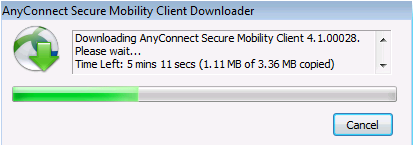 AnyConnect Secure Mobility Client Downloader
Downloading AnyConnect Secure Mobility Client 4.1.00028.
Please wait...
Time Left: 5 mins 11 secs (1.11 MB of 3.36 MB copied)
Cancel